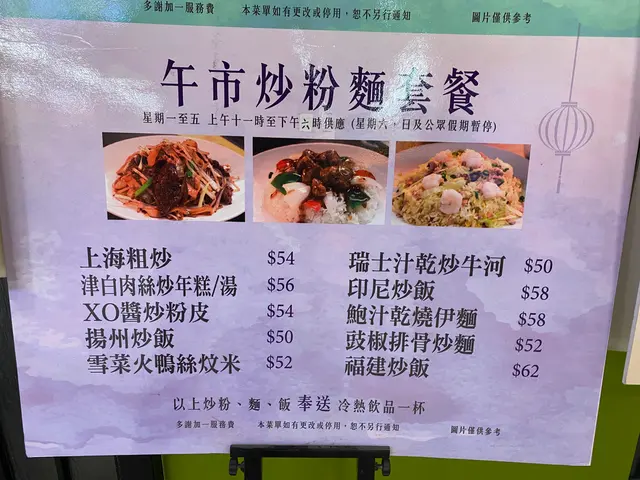 多謝加一服務費 本菜單如有更改或停用，恕不另行通知 圖片僅供參考
午市炒粉麵套餐
星期一至五 上午十一時至下午六時供應 (星期六、日及公眾假期暫停)
上海粗炒 $54
津白肉絲炒年糕/湯 $56
XO醬炒粉皮 $54
揚州炒飯 $50
雪菜火鴨絲炆米 $52
瑞士汁乾炒牛河 $50
印尼炒飯 $58
鮑汁乾燒伊麵 $58
豉椒排骨炒麵 $52
福建炒飯 $62
以上炒粉、麵、飯 奉送 冷熱飲品一杯
多謝加一服務費 本菜單如有更改或停用，恕不另行通知 圖片僅供參考